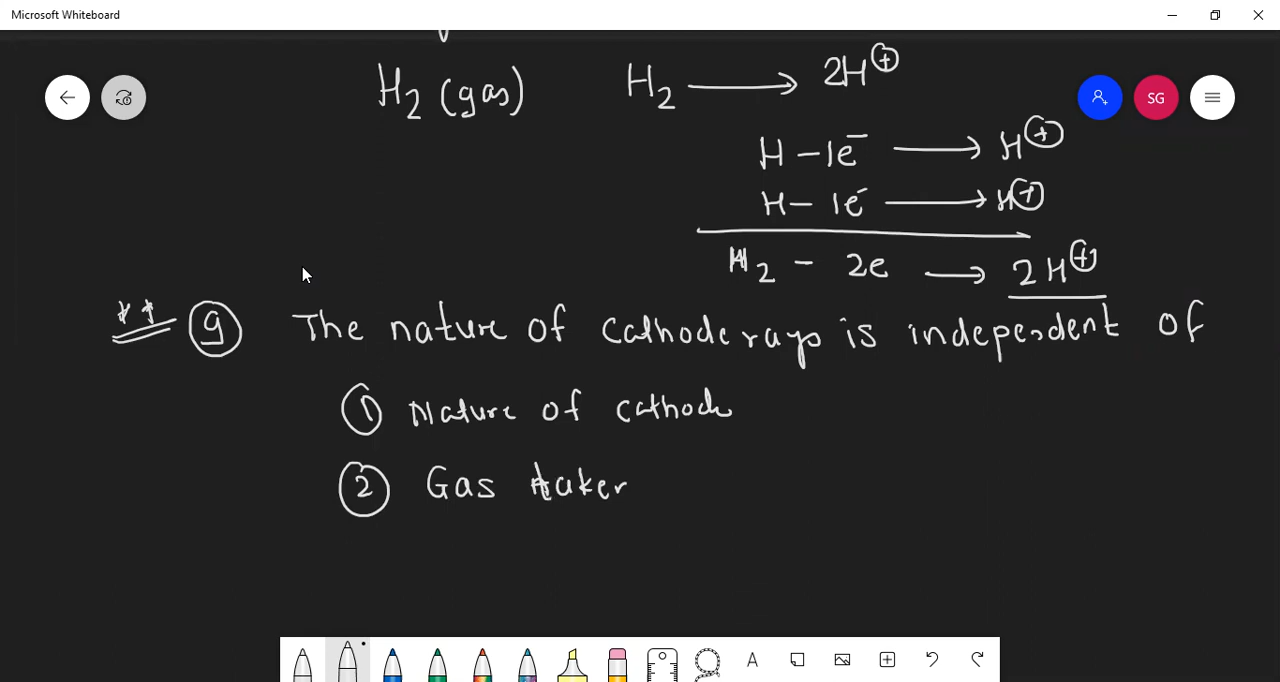 Microsoft Whiteboard
H₂ (gas) H₂ ⟶ 2H⊕
SG
H – 1e⁻ ⟶ H⊕
H – 1e⁻ ⟶ H⊕
H₂ – 2e ⟶ 2H⊕
** 9 The nature of Cathode rays is independent of
1 Nature of cathode
2 Gas taken
A